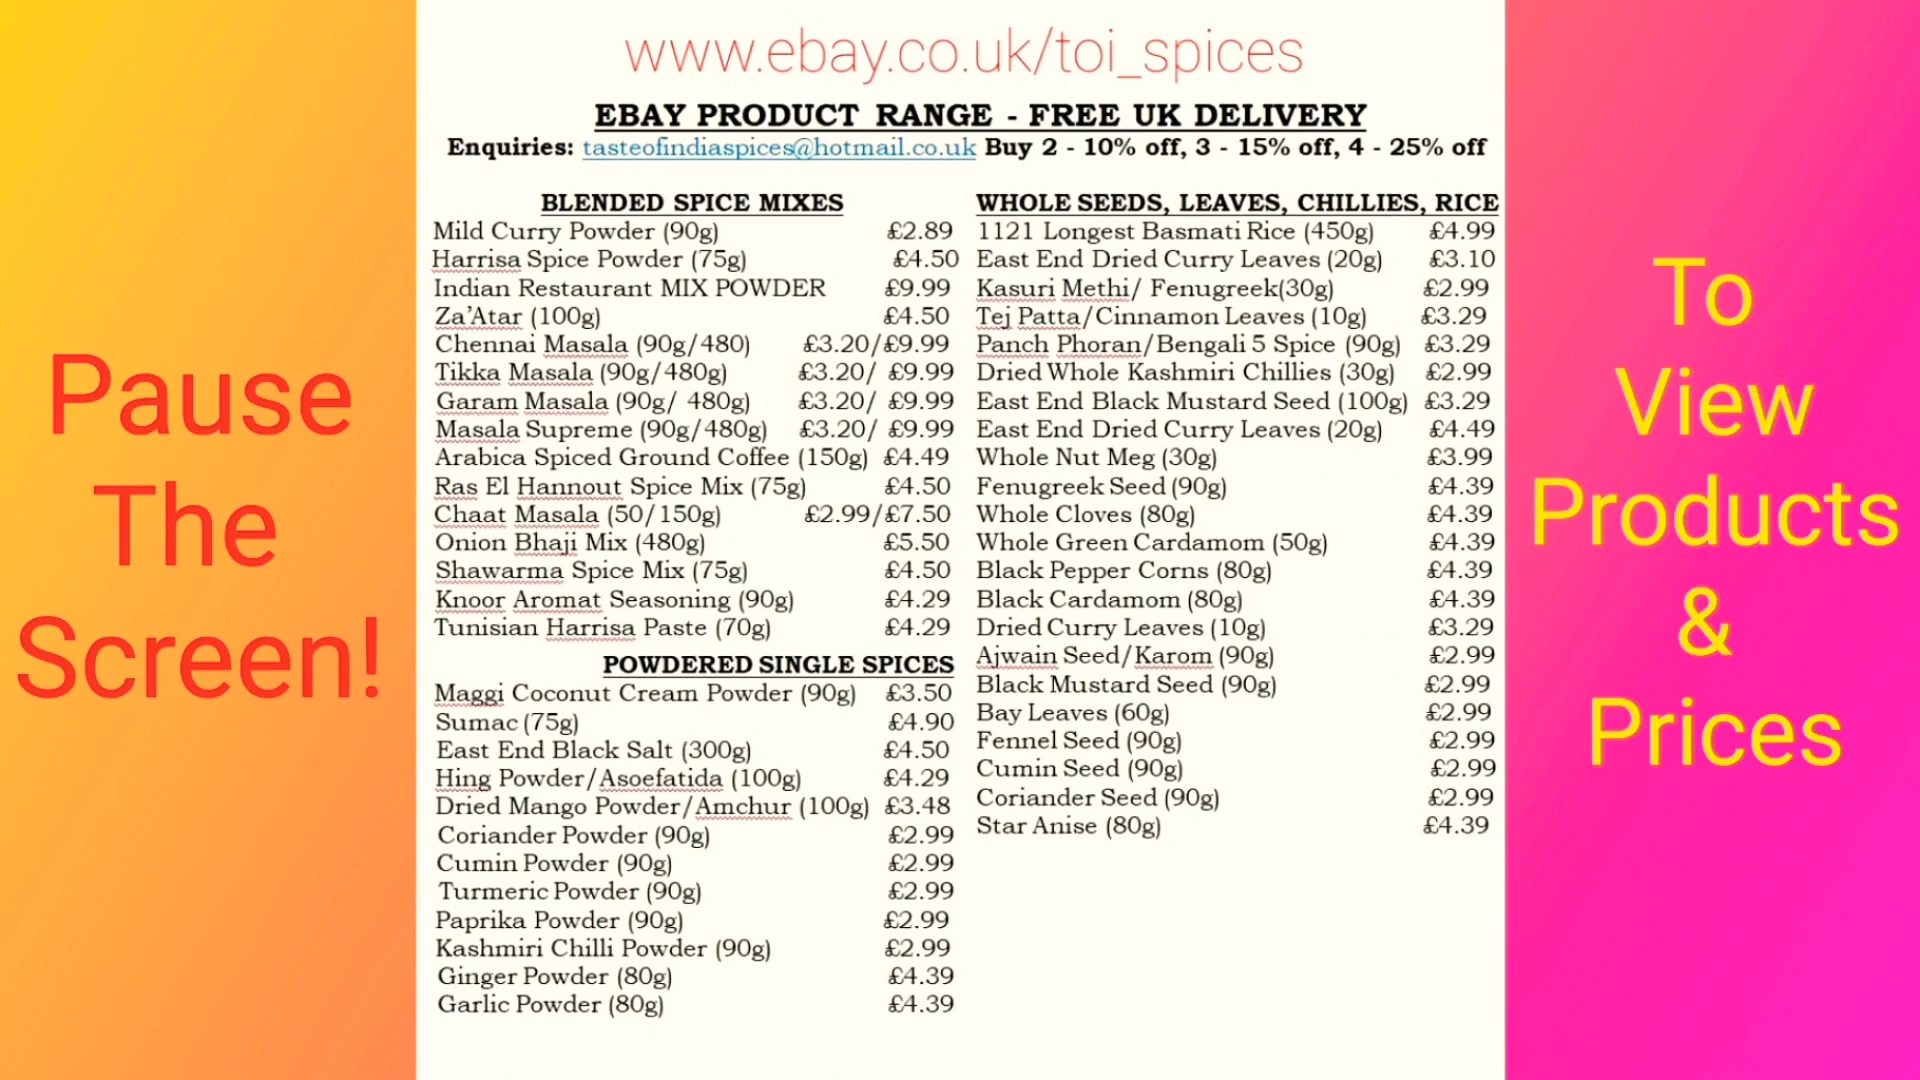 Pause
The
Screen!
www.ebay.co.uk/toi_spices
EBAY PRODUCT RANGE - FREE UK DELIVERY
Enquiries: tasteofindiaspices@hotmail.co.uk Buy 2 - 10% off, 3 - 15% off, 4 - 25% off
BLENDED SPICE MIXES
Mild Curry Powder (90g) £2.89
Harrisa Spice Powder (75g) £4.50
Indian Restaurant MIX POWDER £9.99
Za'Atar (100g) £4.50
Chennai Masala (90g/480) £3.20/£9.99
Tikka Masala (90g/480g) £3.20/ £9.99
Garam Masala (90g/ 480g) £3.20/ £9.99
Masala Supreme (90g/480g) £3.20/ £9.99
Arabica Spiced Ground Coffee (150g) £4.49
Ras El Hannout Spice Mix (75g) £4.50
Chaat Masala (50/150g) £2.99/£7.50
Onion Bhaji Mix (480g) £5.50
Shawarma Spice Mix (75g) £4.50
Knoor Aromat Seasoning (90g) £4.29
Tunisian Harrisa Paste (70g) £4.29
POWDERED SINGLE SPICES
Maggi Coconut Cream Powder (90g) £3.50
Sumac (75g) £4.90
East End Black Salt (300g) £4.50
Hing Powder/Asoefatida (100g) £4.29
Dried Mango Powder/Amchur (100g) £3.48
Coriander Powder (90g) £2.99
Cumin Powder (90g) £2.99
Turmeric Powder (90g) £2.99
Paprika Powder (90g) £2.99
Kashmiri Chilli Powder (90g) £2.99
Ginger Powder (80g) £4.39
Garlic Powder (80g) £4.39
WHOLE SEEDS, LEAVES, CHILLIES, RICE
1121 Longest Basmati Rice (450g) £4.99
East End Dried Curry Leaves (20g) £3.10
Kasuri Methi/ Fenugreek(30g) £2.99
Tej Patta/Cinnamon Leaves (10g) £3.29
Panch Phoran/Bengali 5 Spice (90g) £3.29
Dried Whole Kashmiri Chillies (30g) £2.99
East End Black Mustard Seed (100g) £3.29
East End Dried Curry Leaves (20g) £4.49
Whole Nut Meg (30g) £3.99
Fenugreek Seed (90g) £4.39
Whole Cloves (80g) £4.39
Whole Green Cardamom (50g) £4.39
Black Pepper Corns (80g) £4.39
Black Cardamom (80g) £4.39
Dried Curry Leaves (10g) £3.29
Ajwain Seed/Karom (90g) £2.99
Black Mustard Seed (90g) £2.99
Bay Leaves (60g) £2.99
Fennel Seed (90g) £2.99
Cumin Seed (90g) £2.99
Coriander Seed (90g) £2.99
Star Anise (80g) £4.39
To
View
Products
&
Prices